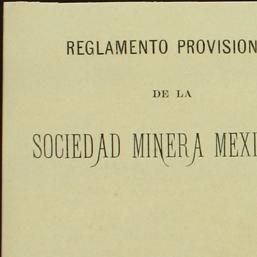 REGLAMENTO PROVISION
DE LA
SOCIEDAD MINERA MEXI